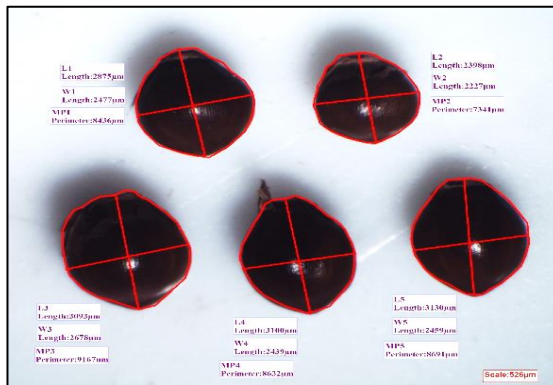 L1
Length:2875µm
W1
Length:2477µm
MP1
Perimeter:8436µm
L2
Length:2398µm
W2
Length:2227µm
MP2
Perimeter:7341µm
L3
Length:3093µm
W3
Length:2678µm
MP3
Perimeter:9167µm
L4
Length:3100µm
W4
Length:2439µm
MP4
Perimeter:8632µm
L5
Length:3130µm
W5
Length:2459µm
MP5
Perimeter:8691µm
Scale:526µm